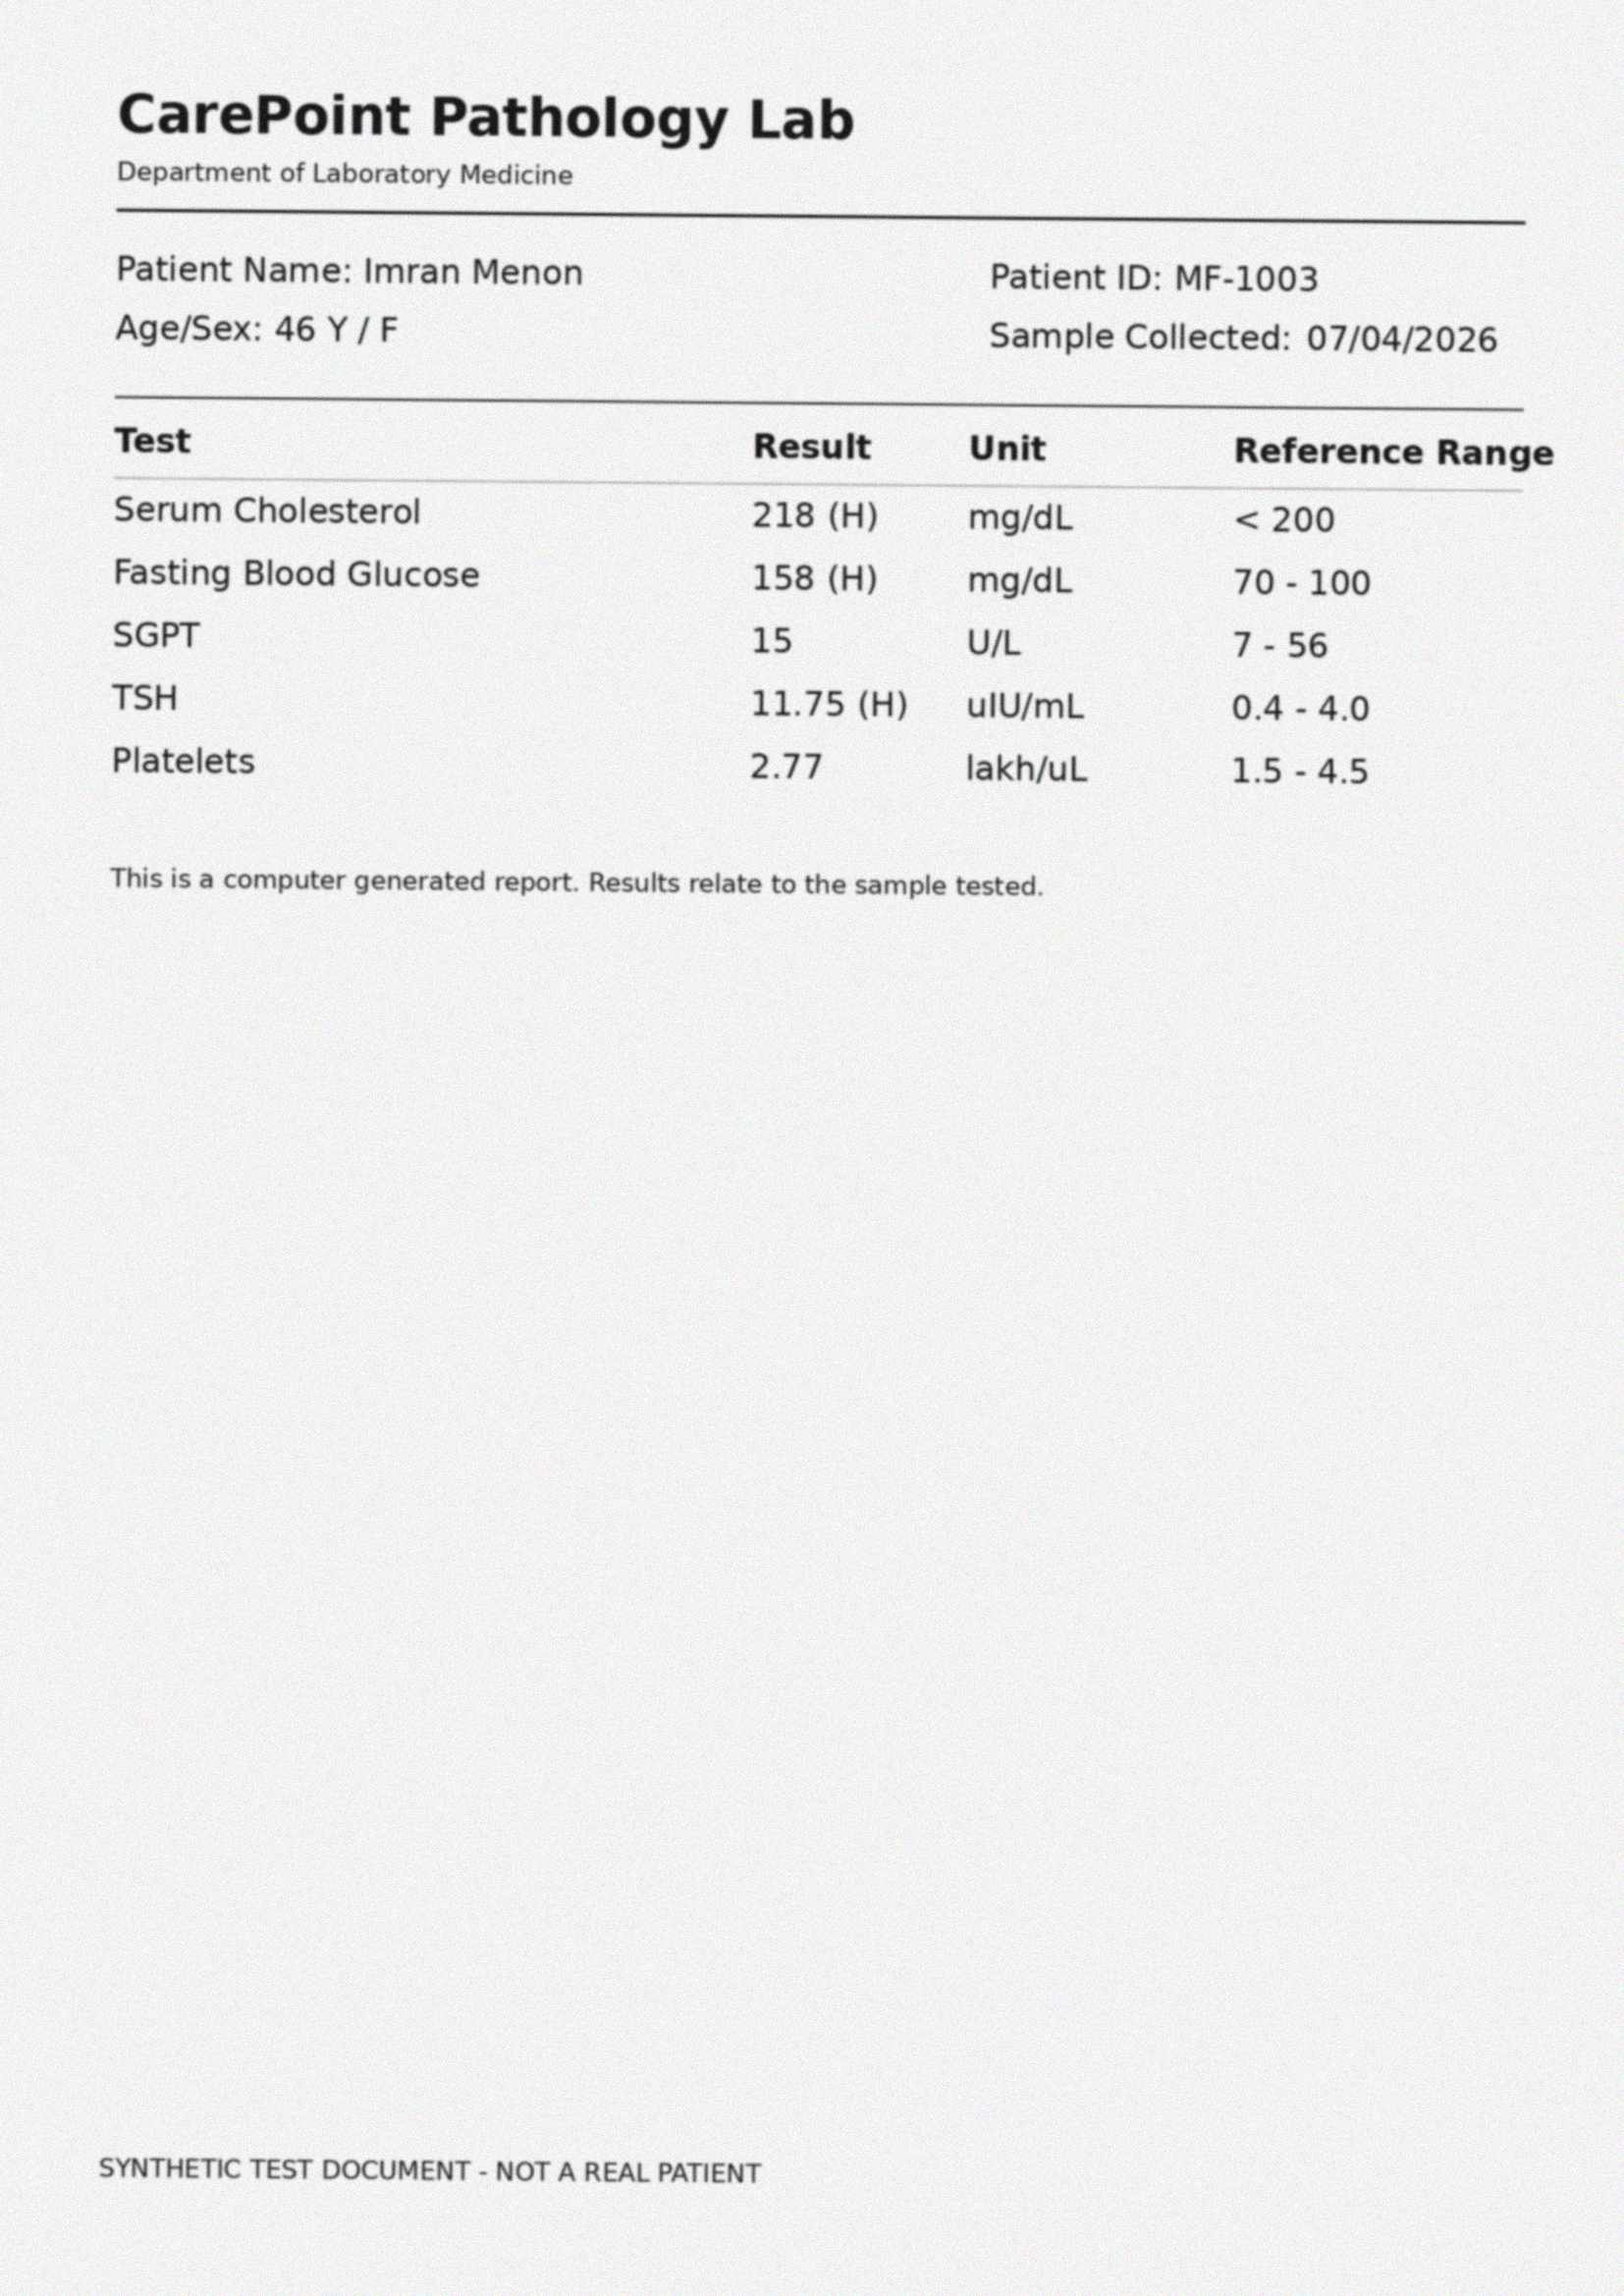 CarePoint Pathology Lab
Department of Laboratory Medicine
Patient Name: Imran Menon Patient ID: MF-1003
Age/Sex: 46 Y / F Sample Collected: 07/04/2026
Test Result Unit Reference Range
Serum Cholesterol 218 (H) mg/dL < 200
Fasting Blood Glucose 158 (H) mg/dL 70 - 100
SGPT 15 U/L 7 - 56
TSH 11.75 (H) uIU/mL 0.4 - 4.0
Platelets 2.77 lakh/uL 1.5 - 4.5
This is a computer generated report. Results relate to the sample tested.
SYNTHETIC TEST DOCUMENT - NOT A REAL PATIENT